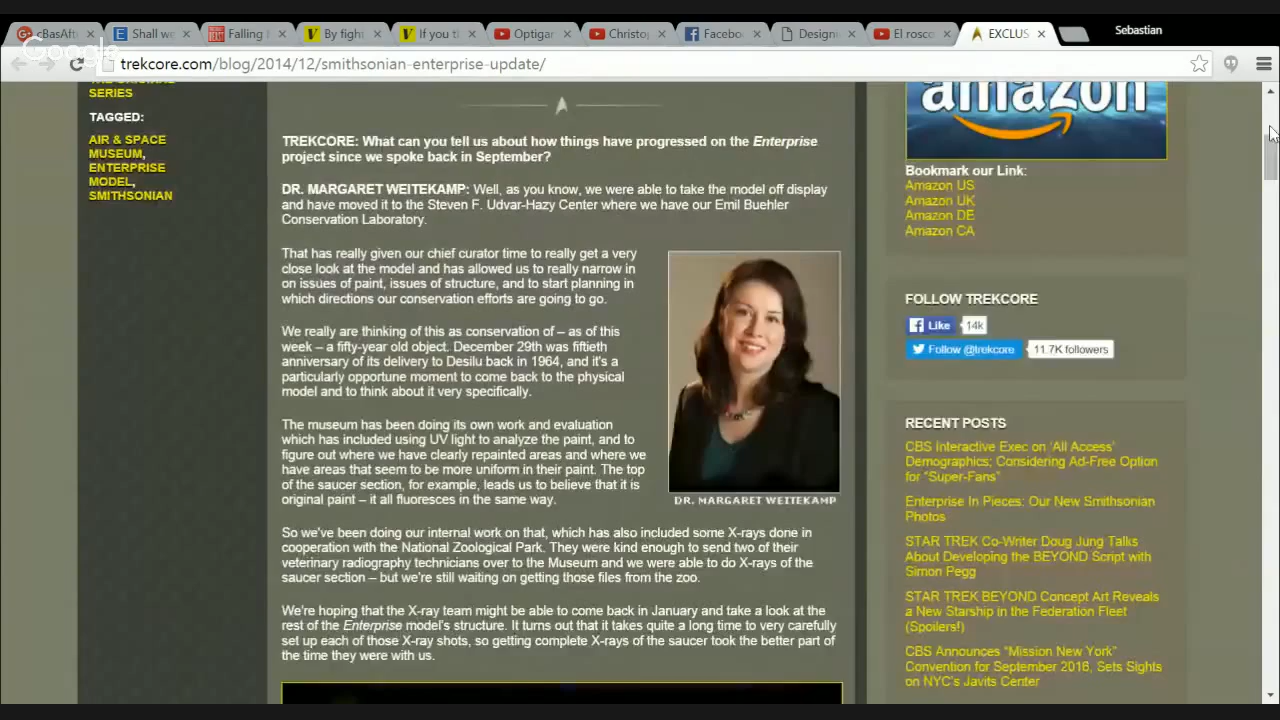 cBasAft
Shall we
Falling
By fight
If you ti
Optigar
Christop
Facebo
Design
El rosco
EXCLUS
Sebastian
Google
trekcore.com/blog/2014/12/smithsonian-enterprise-update/
SERIES
TAGGED:
AIR & SPACE
MUSEUM,
ENTERPRISE
MODEL,
SMITHSONIAN
TREKCORE: What can you tell us about how things have progressed on the Enterprise
project since we spoke back in September?
DR. MARGARET WEITEKAMP: Well, as you know, we were able to take the model off display
and have moved it to the Steven F. Udvar-Hazy Center where we have our Emil Buehler
Conservation Laboratory.
That has really given our chief curator time to really get a very
close look at the model and has allowed us to really narrow in
on issues of paint, issues of structure, and to start planning in
which directions our conservation efforts are going to go.
We really are thinking of this as conservation of – as of this
week – a fifty-year old object. December 29th was fiftieth
anniversary of its delivery to Desilu back in 1964, and it's a
particularly opportune moment to come back to the physical
model and to think about it very specifically.
The museum has been doing its own work and evaluation
which has included using UV light to analyze the paint, and to
figure out where we have clearly repainted areas and where we
have areas that seem to be more uniform in their paint. The top
of the saucer section, for example, leads us to believe that it is
original paint – it all fluoresces in the same way.
DR. MARGARET WEITEKAMP
So we've been doing our internal work on that, which has also included some X-rays done in
cooperation with the National Zoological Park. They were kind enough to send two of their
veterinary radiography technicians over to the Museum and we were able to do X-rays of the
saucer section – but we're still waiting on getting those files from the zoo.
We're hoping that the X-ray team might be able to come back in January and take a look at the
rest of the Enterprise model's structure. It turns out that it takes quite a long time to very carefully
set up each of those X-ray shots, so getting complete X-rays of the saucer took the better part of
the time they were with us.
amazon
Bookmark our Link:
Amazon US
Amazon UK
Amazon DE
Amazon CA
FOLLOW TREKCORE
Like 14k
Follow @trekcore 11.7K followers
RECENT POSTS
CBS Interactive Exec on 'All Access'
Demographics; Considering Ad-Free Option
for "Super-Fans"
Enterprise In Pieces: Our New Smithsonian
Photos
STAR TREK Co-Writer Doug Jung Talks
About Developing the BEYOND Script with
Simon Pegg
STAR TREK BEYOND Concept Art Reveals
a New Starship in the Federation Fleet
(Spoilers!)
CBS Announces "Mission New York"
Convention for September 2016, Sets Sights
on NYC's Javits Center